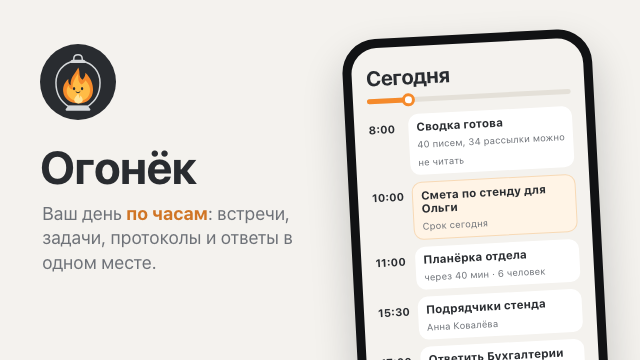 Огонёк
Ваш день по часам: встречи,
задачи, протоколы и ответы в
одном месте.
Сегодня
8:00
Сводка готова
40 писем, 34 рассылки можно
не читать
10:00
Смета по стенду для
Ольги
Срок сегодня
11:00
Планёрка отдела
через 40 мин · 6 человек
15:30
Подрядчики стенда
Анна Ковалёва
Ответить Бухгалтерии